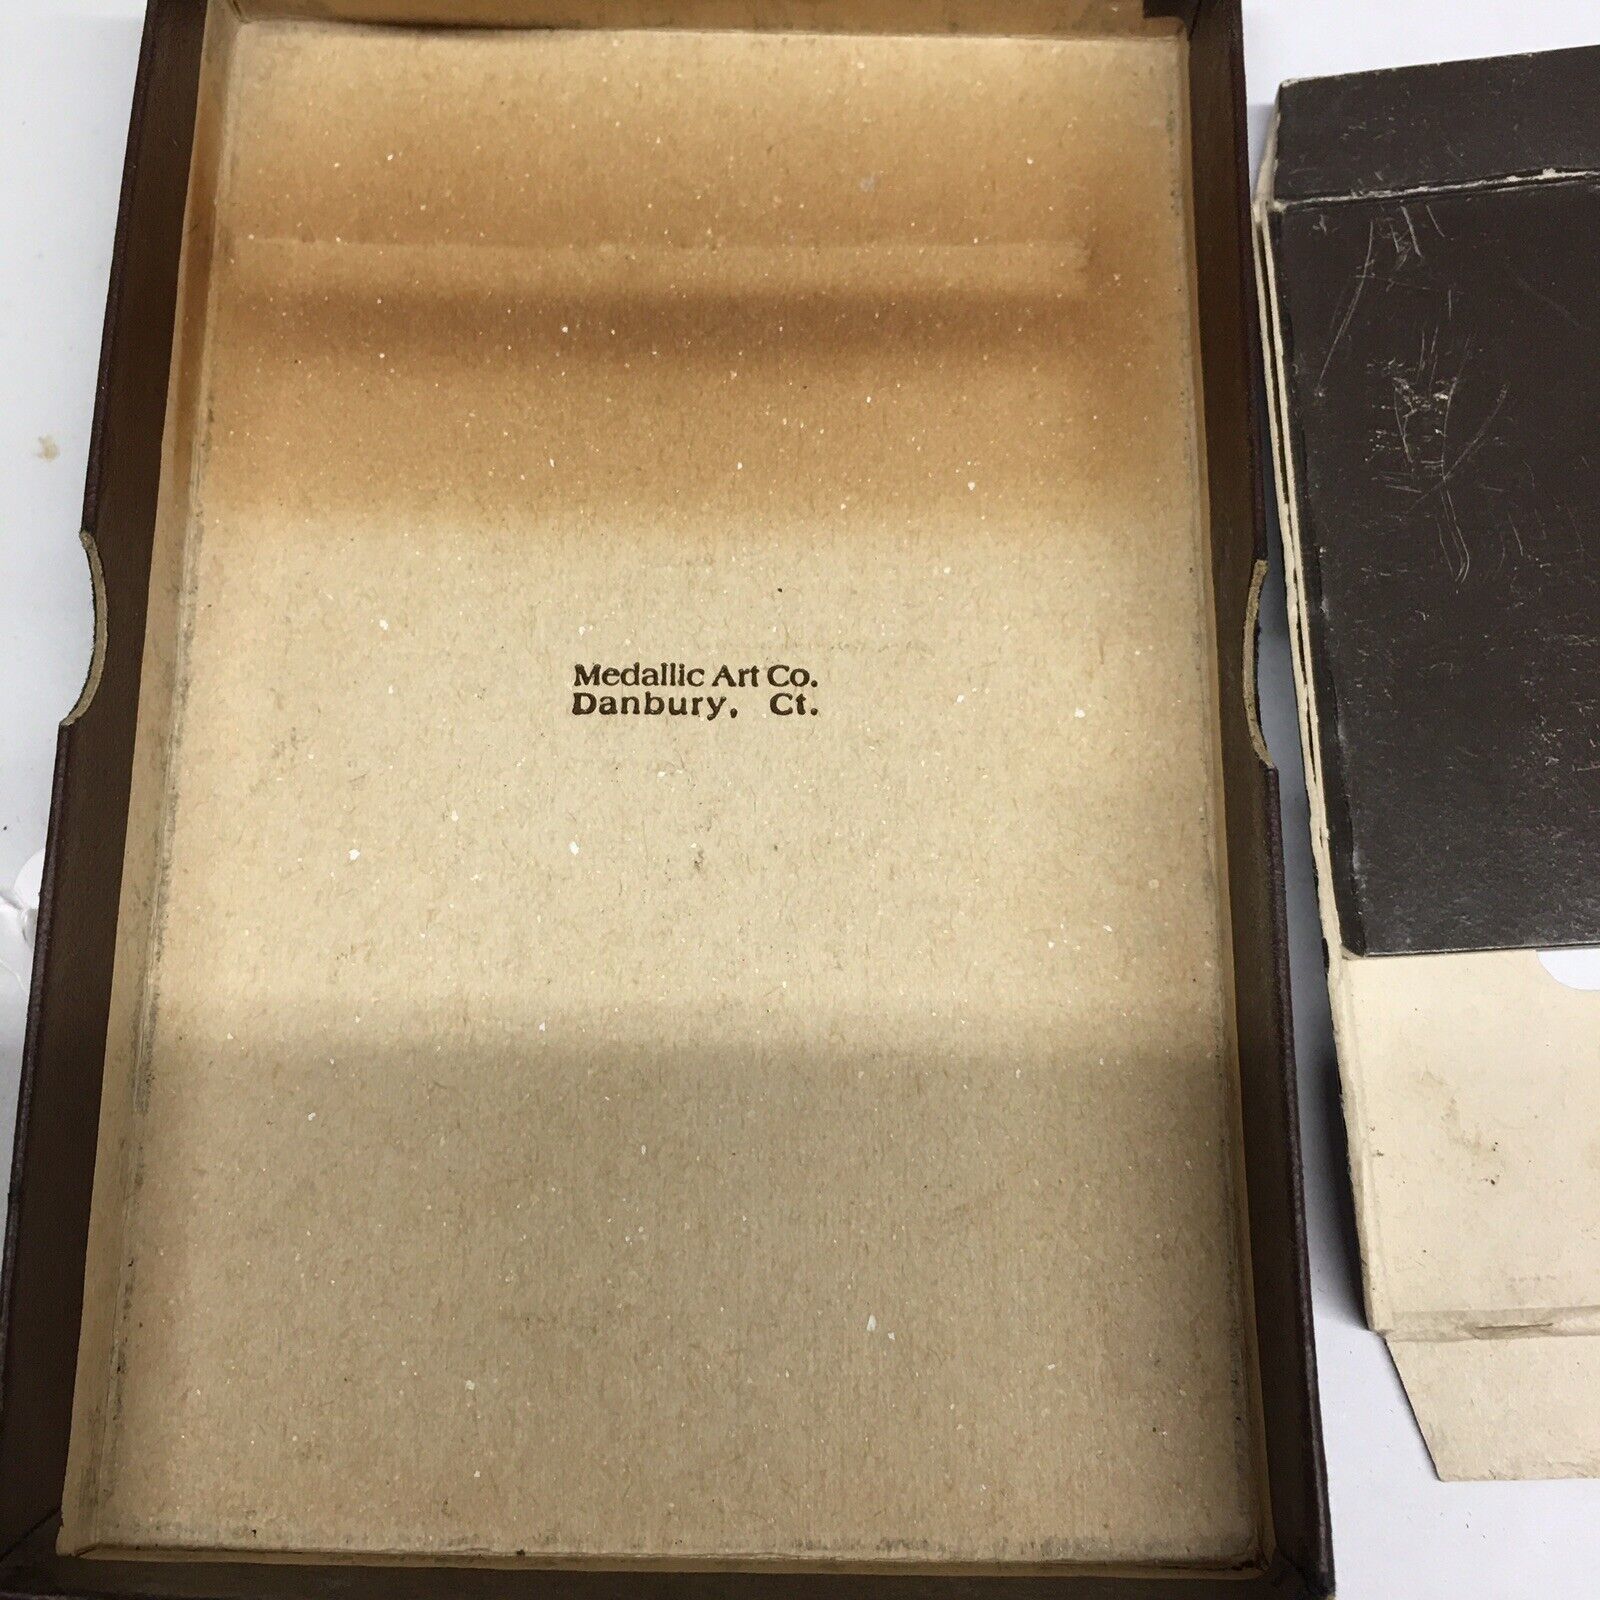 Medallic Art Co.
Danbury, Ct.